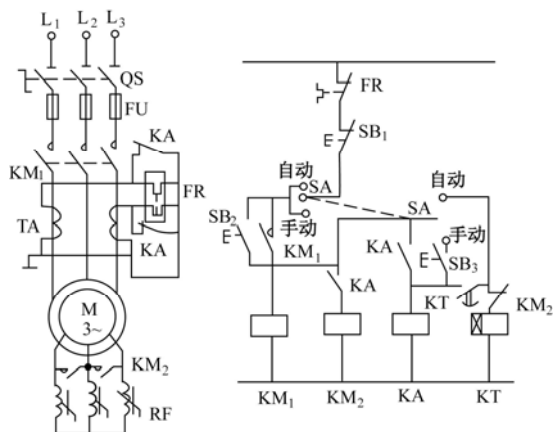 L₁ L₂ L₃
QS
FU
KA
KM₁
FR
TA
KA
M
3~
KM₂
RF
FR
SB₁
自动
SA
自动
SB₂
手动
SA
KM₁
KA
手动
SB₃
KA
KT
KM₂
KM₁ KM₂ KA KT